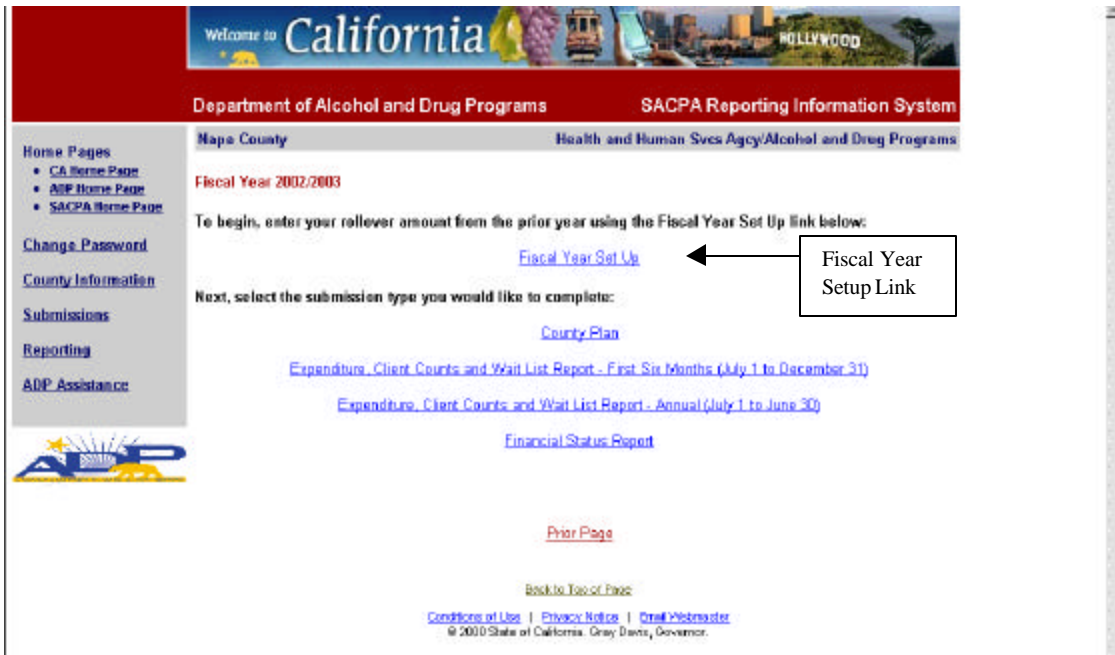 Welcome to California
HOLLYWOOD
Department of Alcohol and Drug Programs SACPA Reporting Information System
Napa County Health and Human Svcs Agcy/Alcohol and Drug Programs
Home Pages
• CA Home Page
• ADP Home Page
• SACPA Home Page
Change Password
County Information
Submissions
Reporting
ADP Assistance
ADP
Fiscal Year 2002/2003
To begin, enter your rollover amount from the prior year using the Fiscal Year Set Up link below:
Fiscal Year Set Up
Fiscal Year
Setup Link
Next, select the submission type you would like to complete:
County Plan
Expenditure, Client Counts and Wait List Report - First Six Months (July 1 to December 31)
Expenditure, Client Counts and Wait List Report - Annual (July 1 to June 30)
Financial Status Report
Prior Page
Back to Top of Page
Conditions of Use | Privacy Notice | Email Webmaster
© 2000 State of California. Gray Davis, Governor.